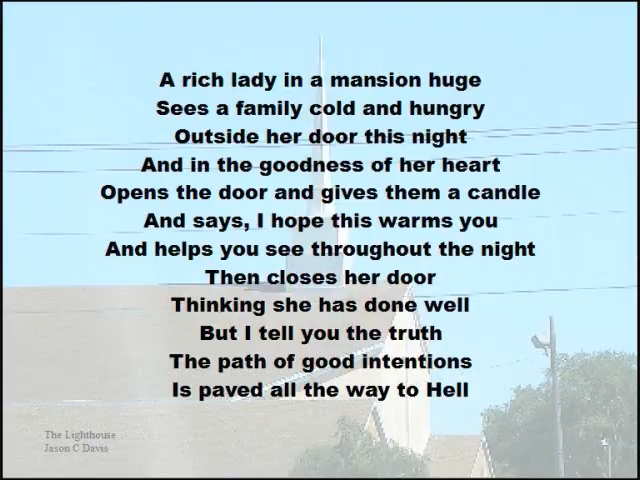 A rich lady in a mansion huge
Sees a family cold and hungry
Outside her door this night
And in the goodness of her heart
Opens the door and gives them a candle
And says, I hope this warms you
And helps you see throughout the night
Then closes her door
Thinking she has done well
But I tell you the truth
The path of good intentions
Is paved all the way to Hell
The Lighthouse
Jason C Davis